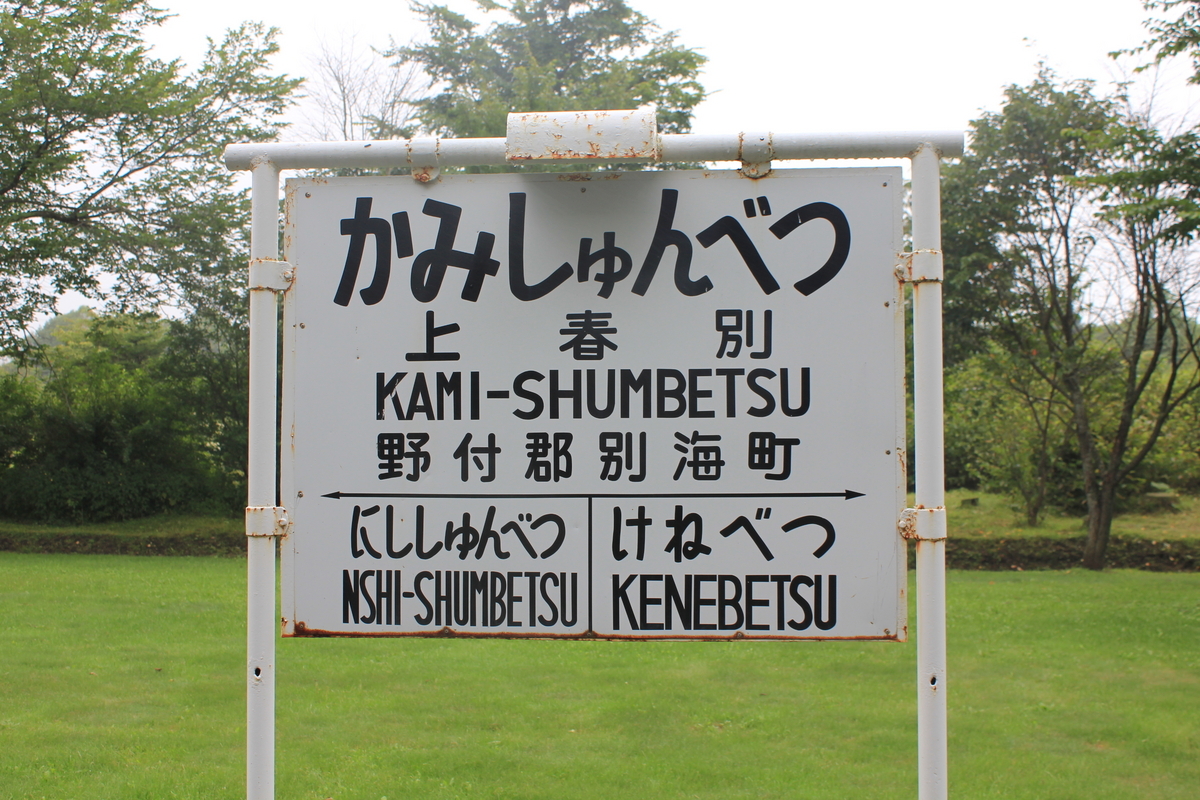 かみしゅんべつ
上春別
KAMI-SHUMBETSU
野付郡別海町
にししゅんべつ けねべつ
NSHI-SHUMBETSU KENEBETSU